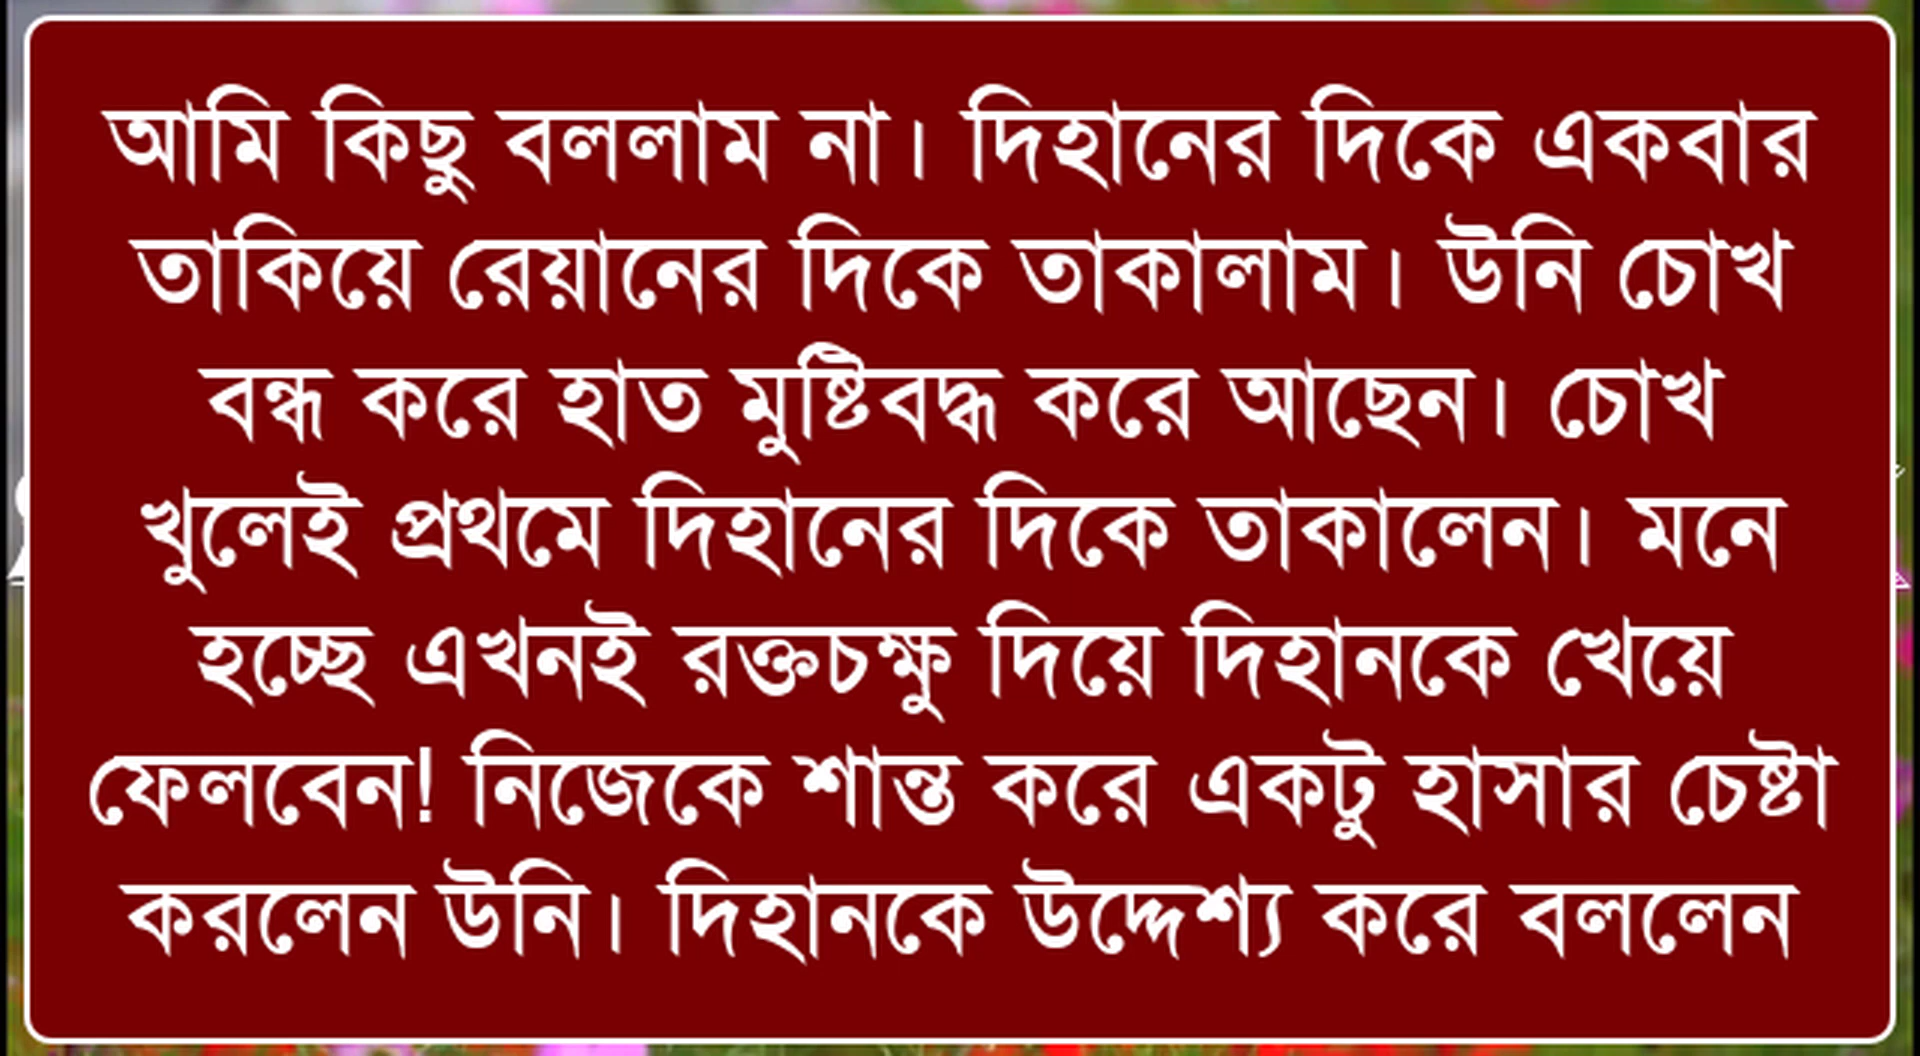 আমি কিছু বললাম না। দিহানের দিকে একবার
তাকিয়ে রেয়ানের দিকে তাকালাম। উনি চোখ
বন্ধ করে হাত মুষ্টিবদ্ধ করে আছেন। চোখ
খুলেই প্রথমে দিহানের দিকে তাকালেন। মনে
হচ্ছে এখনই রক্তচক্ষু দিয়ে দিহানকে খেয়ে
ফেলবেন! নিজেকে শান্ত করে একটু হাসার চেষ্টা
করলেন উনি। দিহানকে উদ্দেশ্য করে বললেন